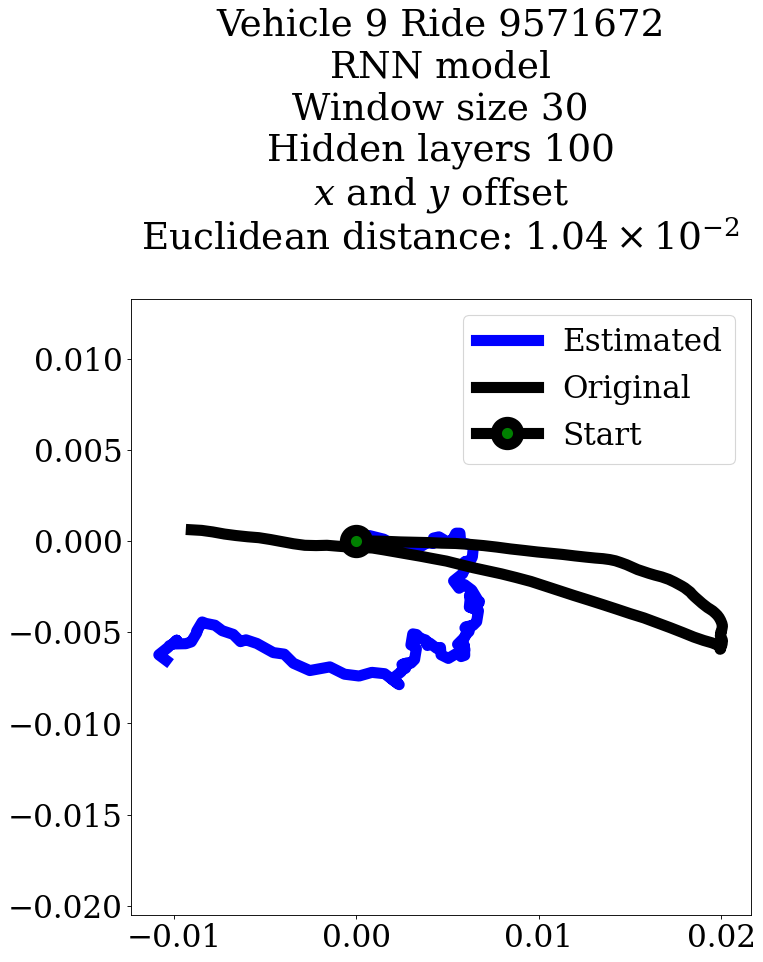 Vehicle 9 Ride 9571672
RNN model
Window size 30
Hidden layers 100
x and y offset
Euclidean distance: 1.04 × 10⁻²
Estimated
Original
Start
0.010
0.005
0.000
−0.005
−0.010
−0.015
−0.020
−0.01 0.00 0.01 0.02